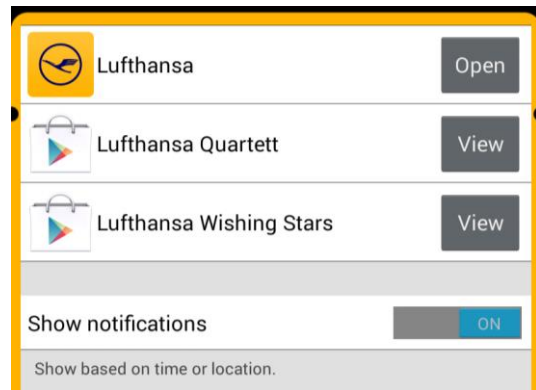 Lufthansa Open
Lufthansa Quartett View
Lufthansa Wishing Stars View
Show notifications ON
Show based on time or location.